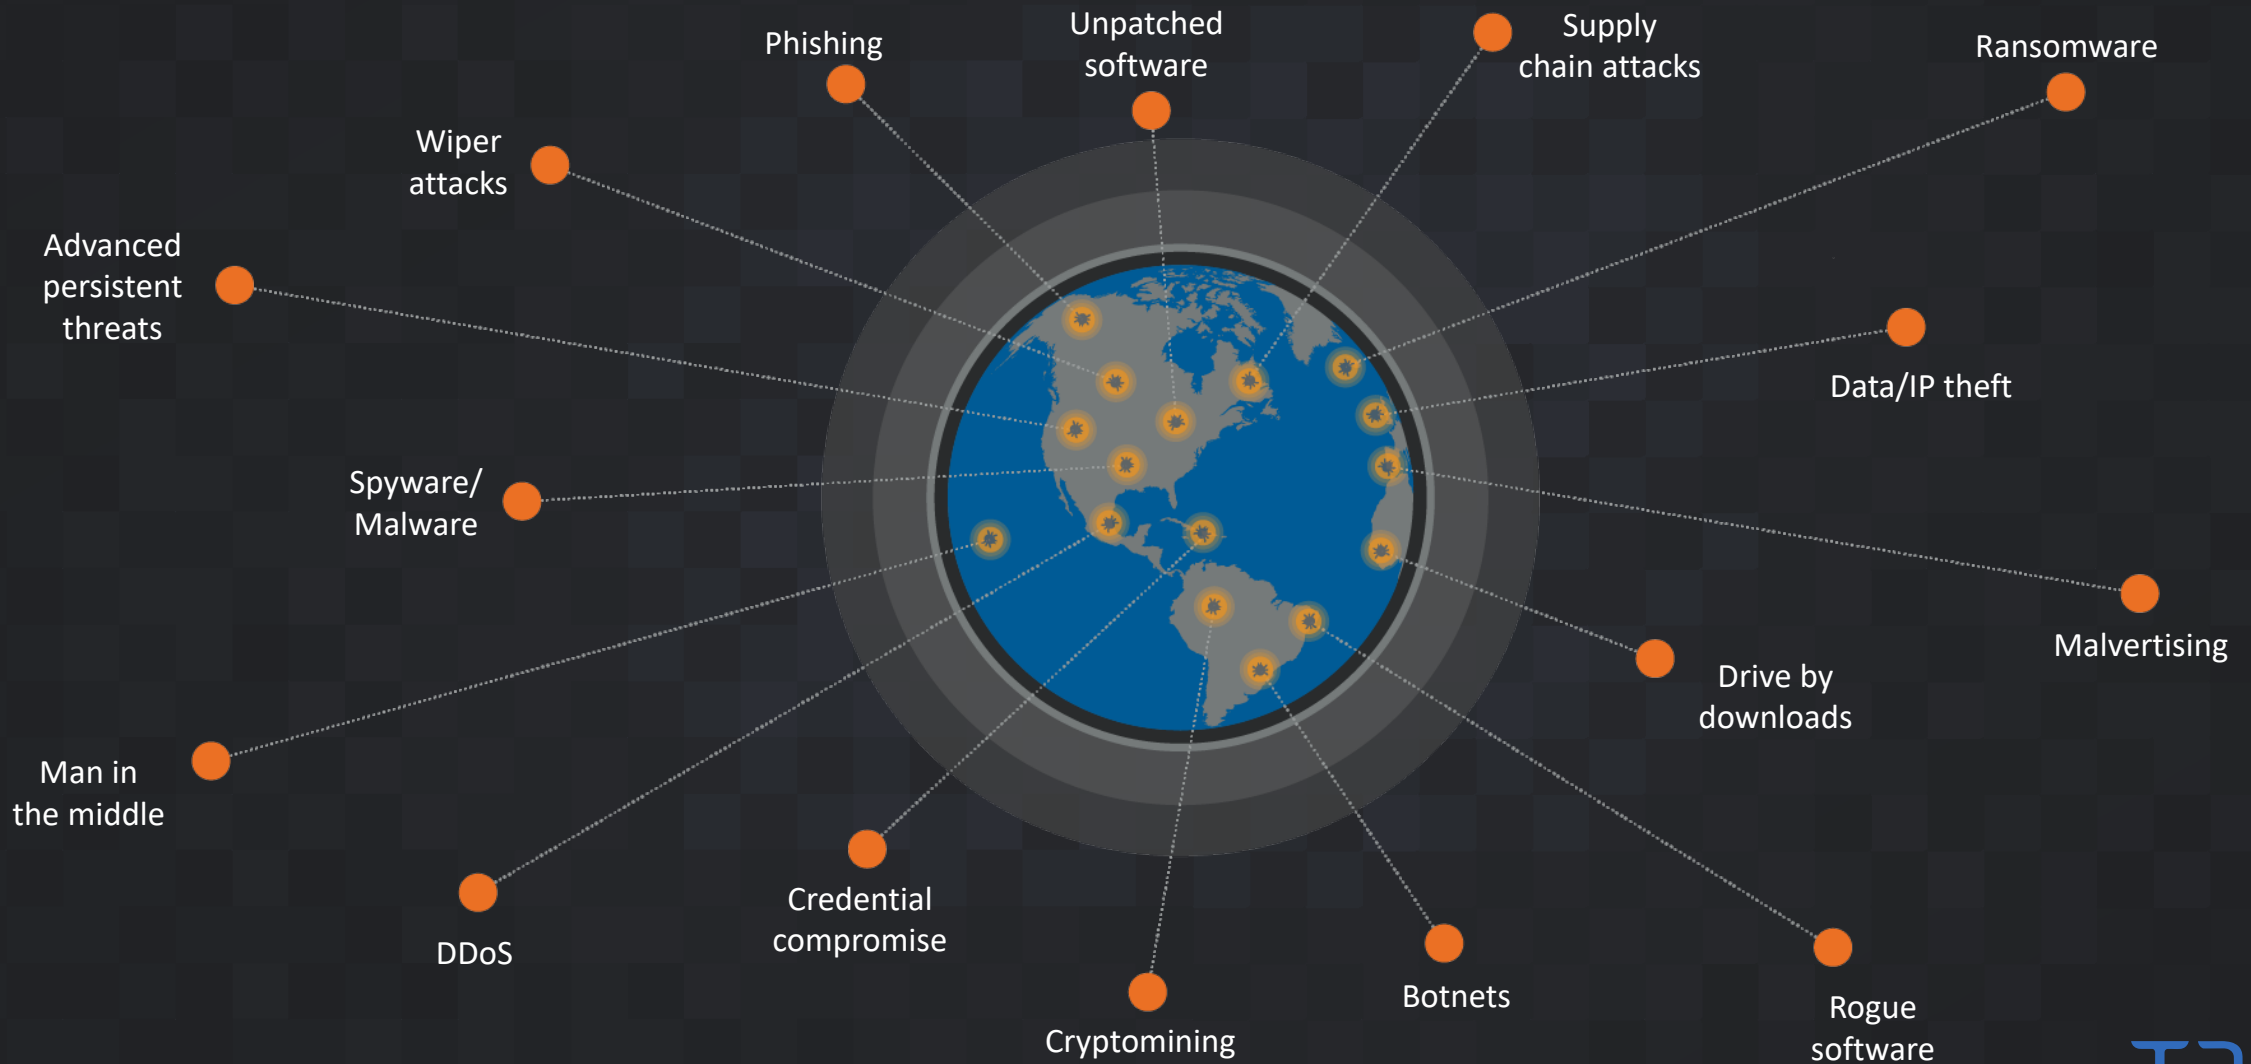 Unpatched
software
Supply
chain attacks
Phishing
Ransomware
Wiper
attacks
Advanced
persistent
threats
Data/IP theft
Spyware/
Malware
Malvertising
Drive by
downloads
Man in
the middle
Credential
compromise
DDoS
Botnets
Rogue
software
Cryptomining